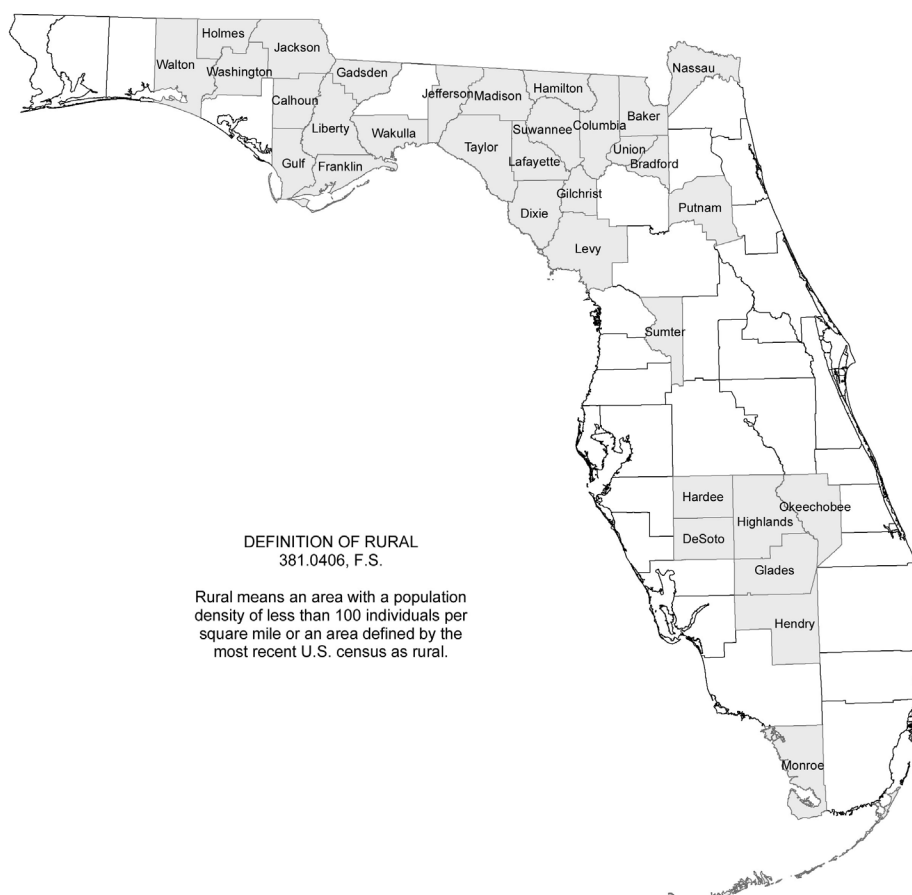 Holmes
Jackson
Walton
Washington
Gadsden
Nassau
Calhoun
Jefferson
Madison
Hamilton
Baker
Liberty
Wakulla
Taylor
Suwannee
Columbia
Union
Gulf
Franklin
Lafayette
Bradford
Gilchrist
Dixie
Putnam
Levy
Sumter
Hardee
Highlands
Okeechobee
DeSoto
Glades
Hendry
Monroe
DEFINITION OF RURAL
381.0406, F.S.
Rural means an area with a population
density of less than 100 individuals per
square mile or an area defined by the
most recent U.S. census as rural.